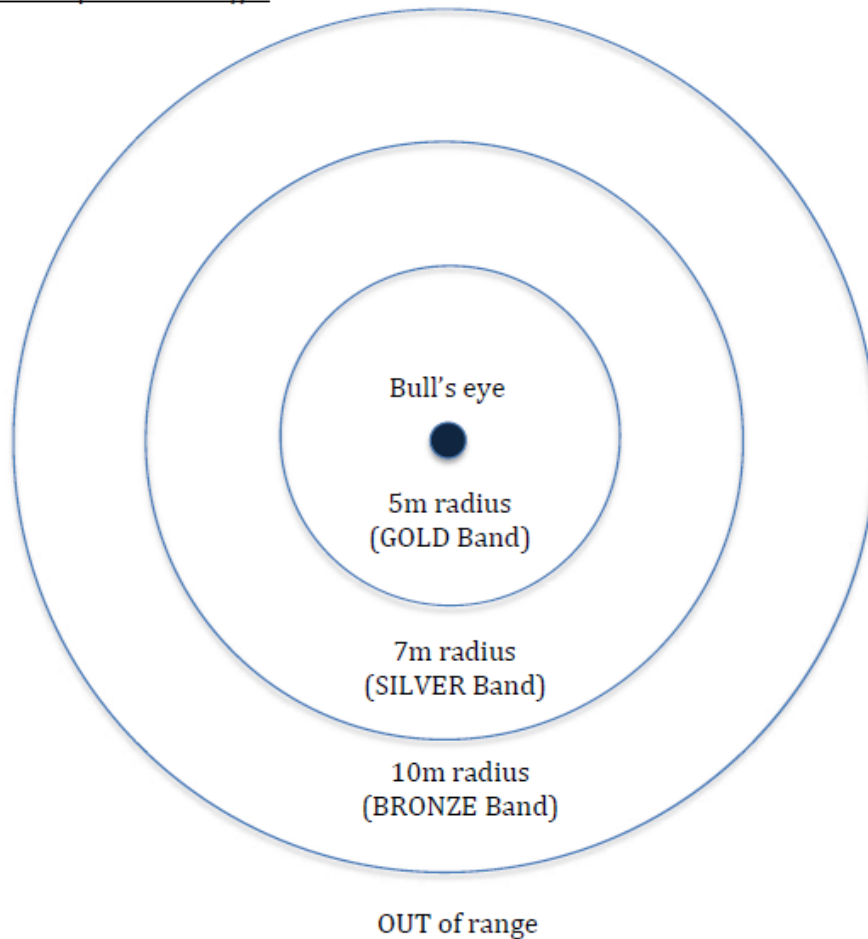 Bull's eye
5m radius
(GOLD Band)
7m radius
(SILVER Band)
10m radius
(BRONZE Band)
OUT of range